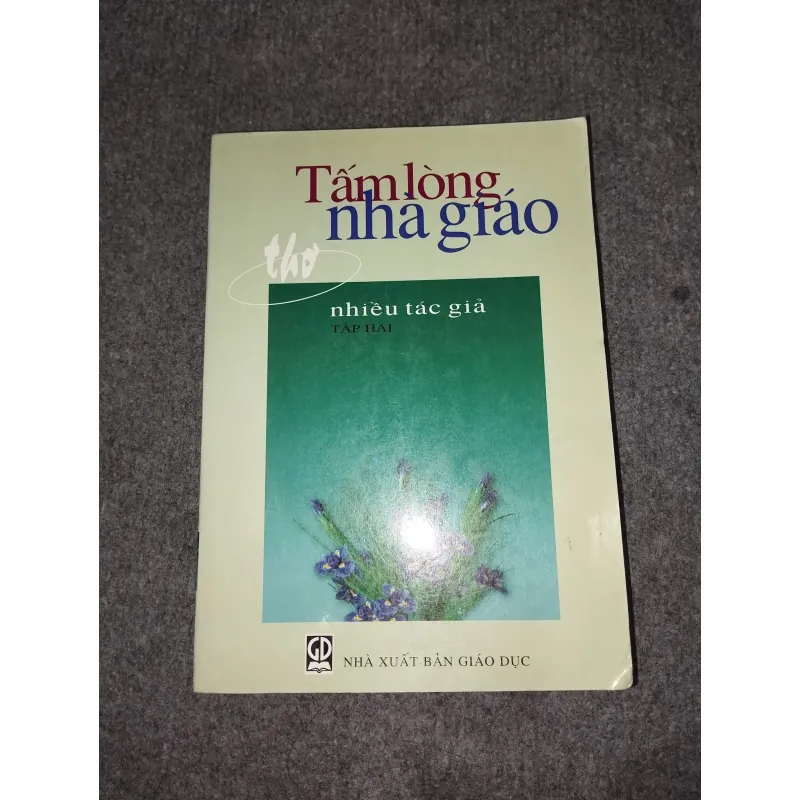 Tấm lòng
nhà giáo
thơ
nhiều tác giả
TẬP HAI
GD
NHÀ XUẤT BẢN GIÁO DỤC